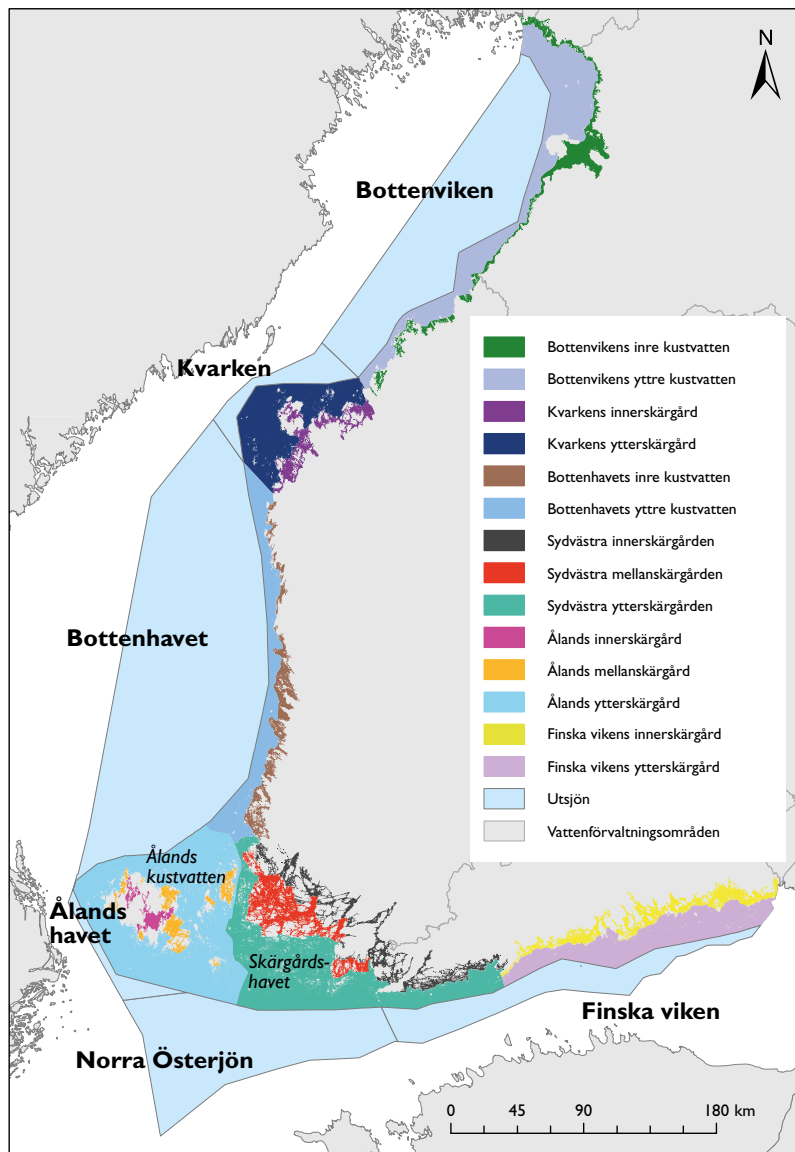 N
Bottenviken
Kvarken
Bottenvikens inre kustvatten
Bottenvikens yttre kustvatten
Kvarkens innerskärgård
Kvarkens ytterskärgård
Bottenhavets inre kustvatten
Bottenhavets yttre kustvatten
Sydvästra innerskärgården
Sydvästra mellanskärgården
Sydvästra ytterskärgården
Ålands innerskärgård
Ålands mellanskärgård
Ålands ytterskärgård
Finska vikens innerskärgård
Finska vikens ytterskärgård
Utsjön
Vattenförvaltningsområden
Bottenhavet
Ålands
kustvatten
Ålands
hav
Skärgårds-
havet
Finska viken
Norra Österjön
0 45 90 180 km